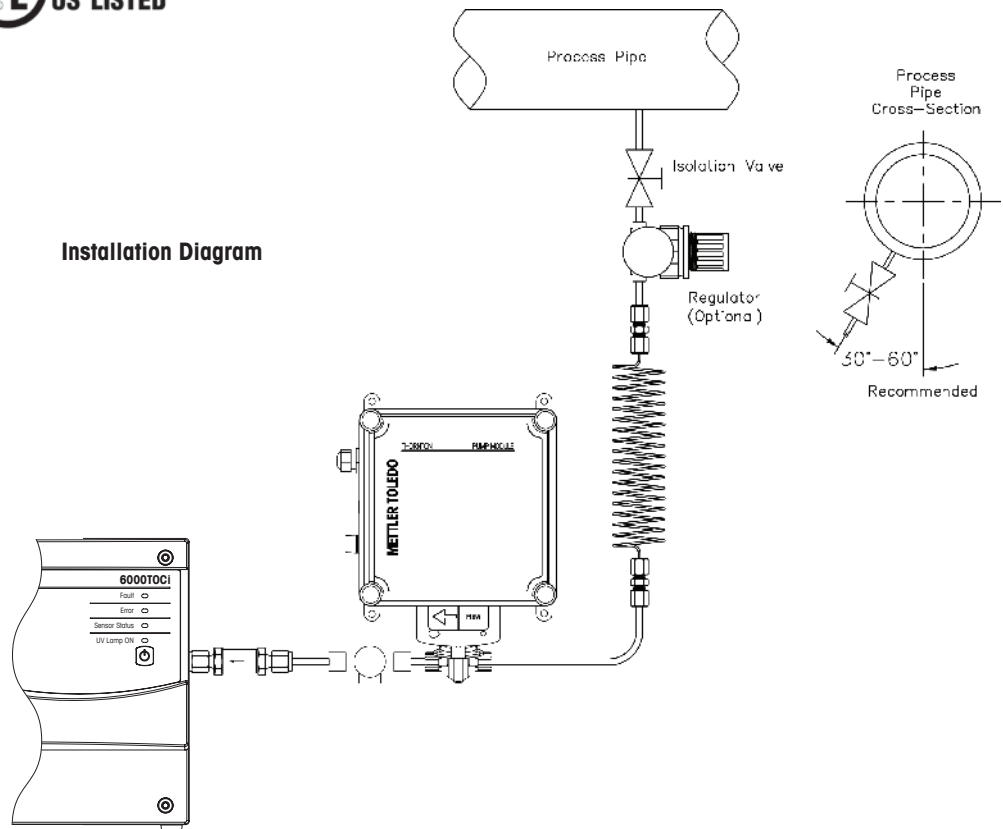 US LISTED
Process Pipe
Process
Pipe
Cross-Section
Isolation Valve
Installation Diagram
Regulator
(Optional)
30°-60°
Recommended
THORNTON PUMP MODULE
METTLER TOLEDO
6000TOCi
Fault
Error
Sensor Status
UV Lamp ON